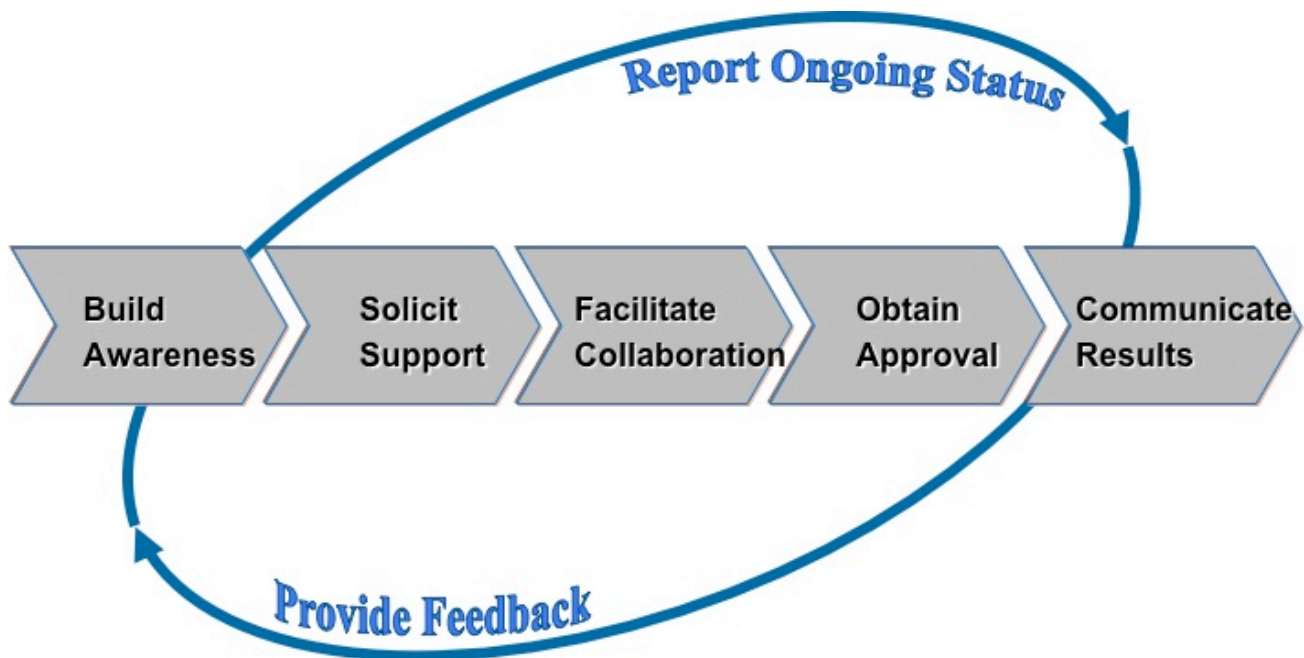 Report Ongoing Status
Build
Awareness
Solicit
Support
Facilitate
Collaboration
Obtain
Approval
Communicate
Results
Provide Feedback